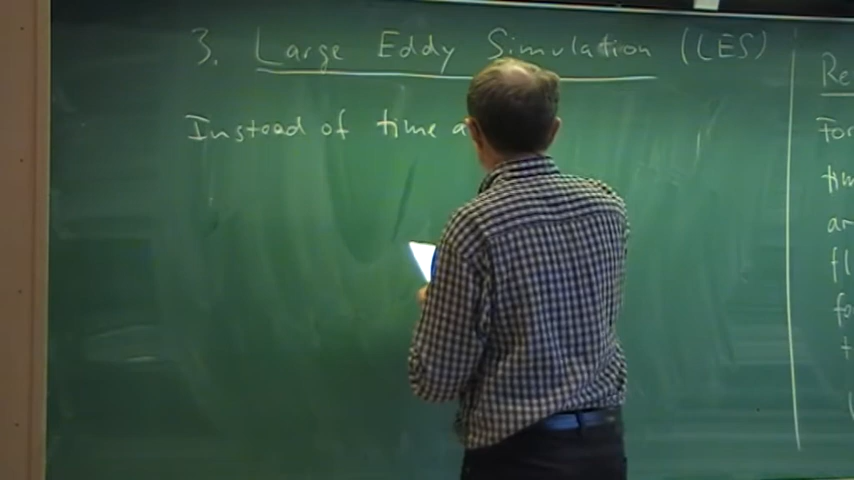 3. Large Eddy Simulation (LES)
Instead of time a
Re
For
tim
ar
fl
fo
t